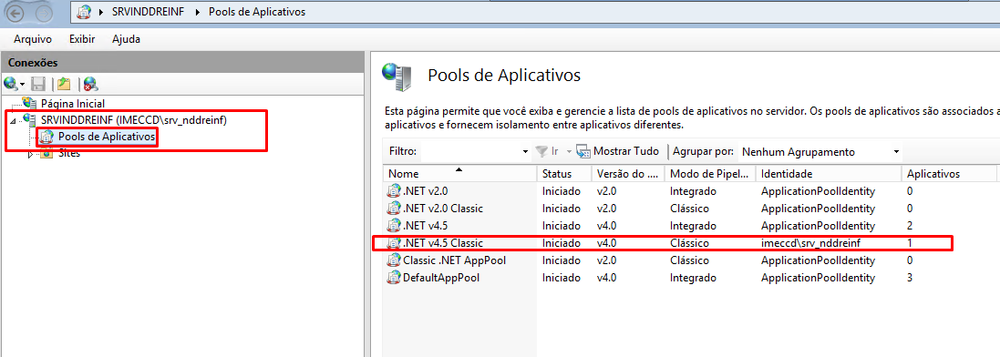 SRVINDDREINF Pools de Aplicativos
Arquivo Exibir Ajuda
Conexões
Página Inicial
SRVINDDREINF (IMECCD\srv_nddreinf)
Pools de Aplicativos
Sites
Pools de Aplicativos
Esta página permite que você exiba e gerencie a lista de pools de aplicativos no servidor. Os pools de aplicativos são associados a
aplicativos e fornecem isolamento entre aplicativos diferentes.
Filtro: Ir Mostrar Tudo Agrupar por: Nenhum Agrupamento
Nome Status Versão do .... Modo de Pipel... Identidade Aplicativos
.NET v2.0 Iniciado v2.0 Integrado ApplicationPoolIdentity 0
.NET v2.0 Classic Iniciado v2.0 Clássico ApplicationPoolIdentity 0
.NET v4.5 Iniciado v4.0 Integrado ApplicationPoolIdentity 2
.NET v4.5 Classic Iniciado v4.0 Clássico imeccd\srv_nddreinf 1
Classic .NET AppPool Iniciado v2.0 Clássico ApplicationPoolIdentity 0
DefaultAppPool Iniciado v4.0 Integrado ApplicationPoolIdentity 3